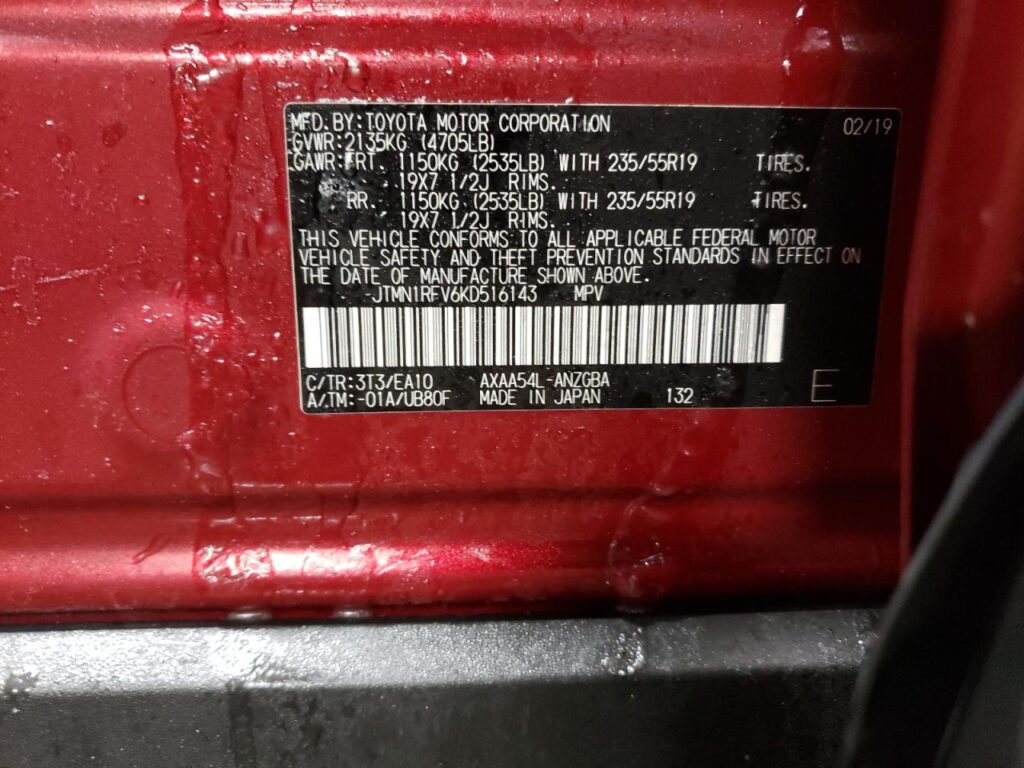 MFD.BY:TOYOTA MOTOR CORPORATION 02/19
GVWR:2135KG (4705LB)
GAWR:FRT. 1150KG (2535LB) WITH 235/55R19 TIRES.
19X7 1/2J RIMS.
RR. 1150KG (2535LB) WITH 235/55R19 TIRES.
19X7 1/2J RIMS.
THIS VEHICLE CONFORMS TO ALL APPLICABLE FEDERAL MOTOR
VEHICLE SAFETY AND THEFT PREVENTION STANDARDS IN EFFECT ON
THE DATE OF MANUFACTURE SHOWN ABOVE.
JTMN1RFV6KD516143 MPV
C/TR:3T3/EA10 AXAA54L-ANZGBA
A/TM:-01A/UB80F MADE IN JAPAN 132 E